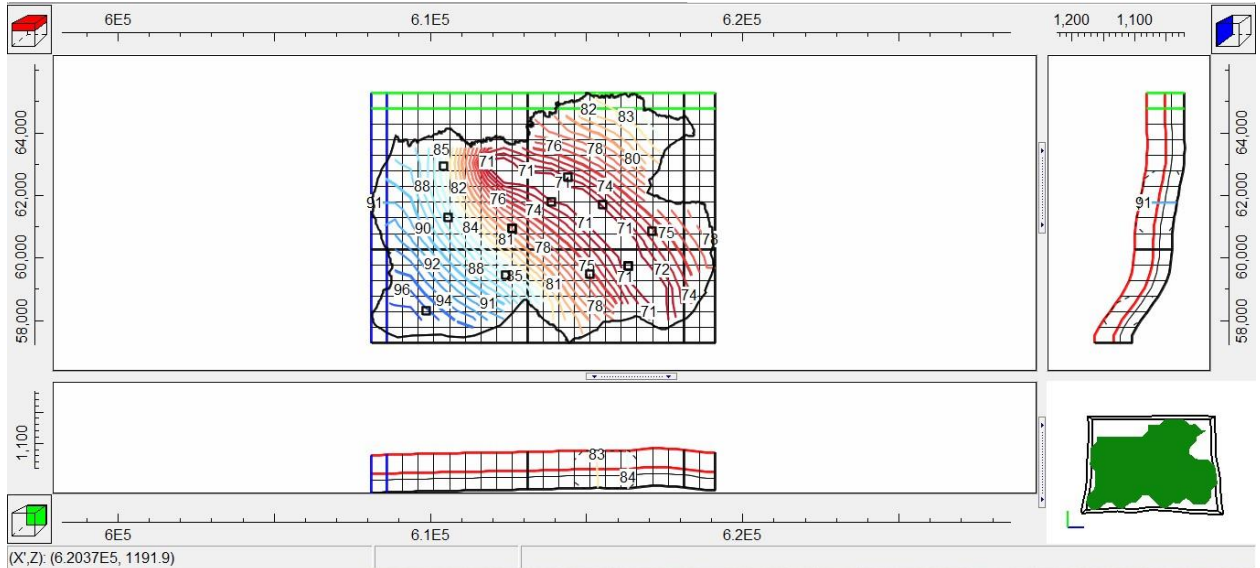 6E5 6.1E5 6.2E5 1,200 1,100
64,000 62,000 60,000 58,000
82
83
76 78
85 71 71 80
88 82 71 74
91 76 74
90 84 71 71 75 73
81 78
92 88 75 72
85 81 71
96 94 91 78 71 74
91
64,000 62,000 60,000 58,000
1,100
83
84
6E5 6.1E5 6.2E5
(X',Z): (6.2037E5, 1191.9)